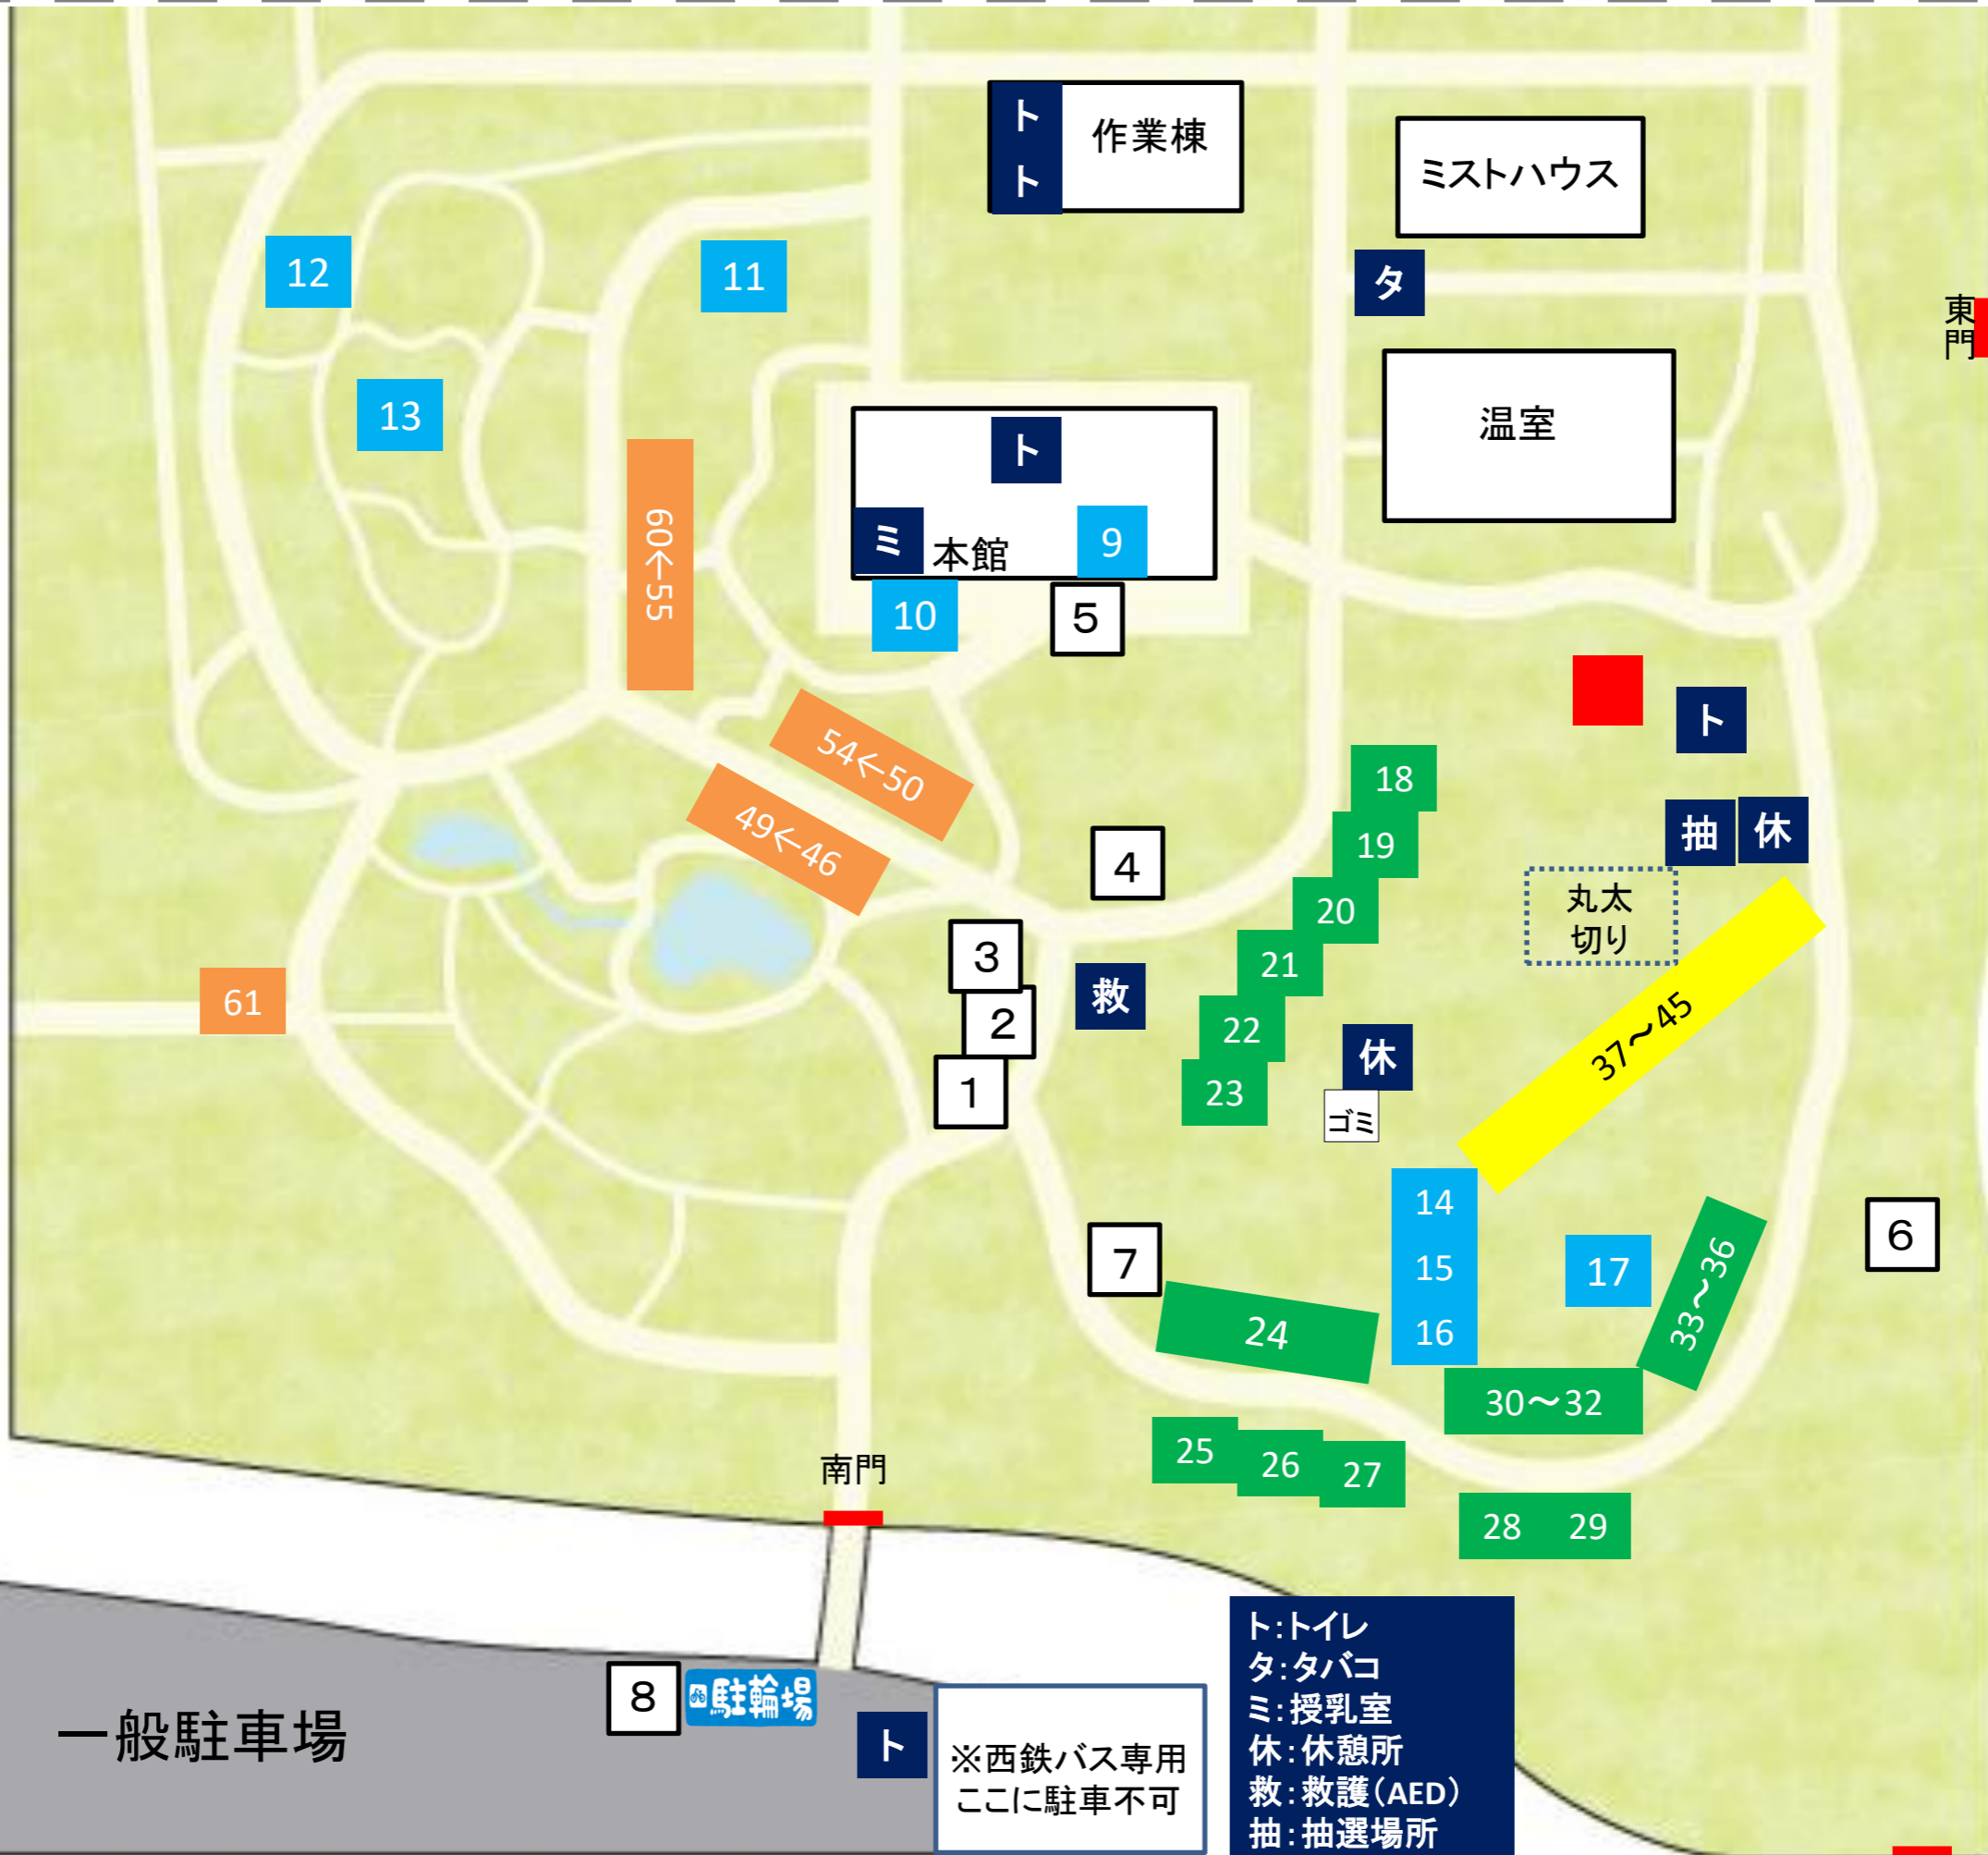 ト
ト
作業棟
ミストハウス
12
11
タ
東門
13
ト
温室
60←55
ミ
本館
9
10
5
ト
54←50
18
49←46
19
4
抽
休
丸太
切り
20
3
21
61
救
2
22
休
37～45
1
23
ゴミ
14
6
7
15
17
33～36
24
16
30～32
25
26
27
南門
28
29
ト:トイレ
タ:タバコ
ミ:授乳室
休:休憩所
救:救護(AED)
抽:抽選場所
8
駐輪場
一般駐車場
ト
※西鉄バス専用
ここに駐車不可